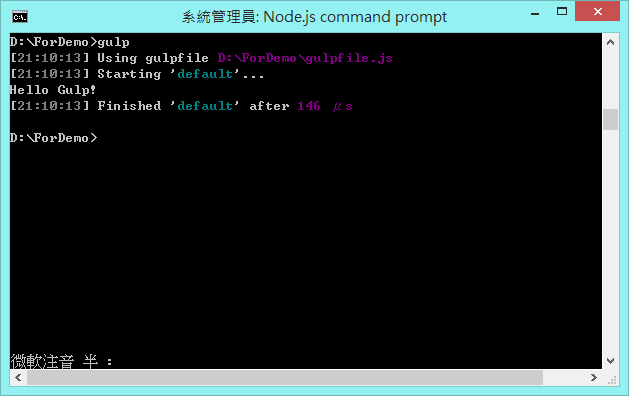 系統管理員: Node.js command prompt
D:\ForDemo>gulp
[21:10:13] Using gulpfile D:\ForDemo\gulpfile.js
[21:10:13] Starting 'default'...
Hello Gulp!
[21:10:13] Finished 'default' after 146 μs
D:\ForDemo>
微軟注音 半 :